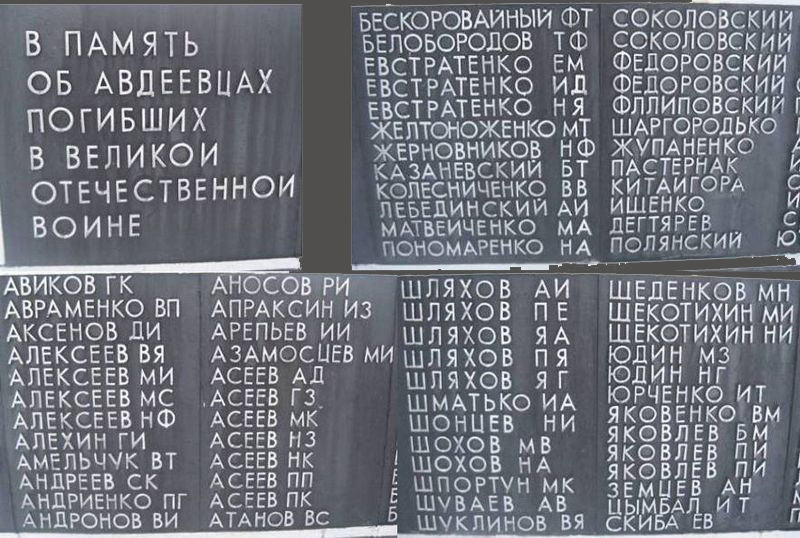 В ПАМЯТЬ
ОБ АВДЕЕВЦАХ
ПОГИБШИХ
В ВЕЛИКОЙ
ОТЕЧЕСТВЕННОЙ
ВОЙНЕ
БЕСКОРОВАЙНЫЙ ФТ
БЕЛОБОРОДОВ ТФ
ЕВСТРАТЕНКО ЕМ
ЕВСТРАТЕНКО ИД
ЕВСТРАТЕНКО НЯ
ЖЕЛТОНОЖЕНКО МТ
ЖЕРНОВНИКОВ НФ
КАЗАНЕВСКИЙ БТ
КОЛЕСНИЧЕНКО ВВ
ЛЕБЕДИНСКИЙ АИ
МАТВЕИЧЕНКО МА
ПОНОМАРЕНКО НА
СОКОЛОВСКИЙ
СОКОЛОВСКИЙ
ФЕДОРОВСКИЙ
ФЕДОРОВСКИЙ
ФЛЛИПОВСКИЙ
ШАРГОРОДЬКО
ЖУПАНЕНКО
ПАСТЕРНАК
КИТАЙГОРА
ИЩЕНКО
ДЕГТЯРЕВ
ПОЛЯНСКИЙ
АВИКОВ ГК
АВРАМЕНКО ВП
АКСЕНОВ ДИ
АЛЕКСЕЕВ ВЯ
АЛЕКСЕЕВ МИ
АЛЕКСЕЕВ МС
АЛЕКСЕЕВ НФ
АЛЕХИН ГИ
АМЕЛЬЧУК ВТ
АНДРЕЕВ СК
АНДРИЕНКО ПГ
АНДРОНОВ ВИ
АНОСОВ РИ
АПРАКСИН ИЗ
АРЕПЬЕВ ИИ
АЗАМОСЦЕВ МИ
АСЕЕВ АД
АСЕЕВ ГЗ
АСЕЕВ МК
АСЕЕВ НЗ
АСЕЕВ НК
АСЕЕВ ПП
АСЕЕВ ПК
АТАНОВ ВС
ШЛЯХОВ АИ
ШЛЯХОВ ПЕ
ШЛЯХОВ ЯА
ШЛЯХОВ ПЯ
ШЛЯХОВ ЯГ
ШМАТЬКО ИА
ШОНЦЕВ НИ
ШОХОВ МВ
ШОХОВ НА
ШПОРТУН МК
ШУВАЕВ АВ
ШУКЛИНОВ ВЯ
ЩЕДЕНКОВ МН
ЩЕКОТИХИН МИ
ЩЕКОТИХИН НИ
ЮДИН МЗ
ЮДИН НГ
ЮРЧЕНКО ИТ
ЯКОВЕНКО ВМ
ЯКОВЛЕВ БМ
ЯКОВЛЕВ ПИ
ЯКОВЛЕВ ПИ
ЗЕМЦЕВ АН
ЦЫМБАЛ ИТ
СКИБА ЕВ